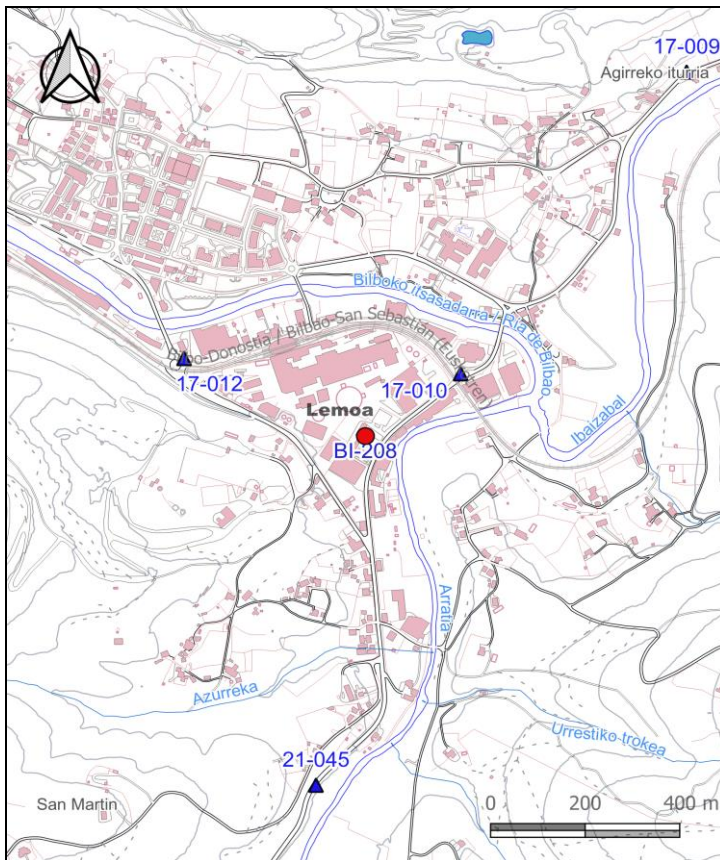 17-009
Agirreko iturria
Bilboko itsasadarra / Ría de Bilbao
Bilbo-Donostia / Bilbao-San Sebastián (Euskotren)
17-012
17-010
Lemoa
BI-208
Ibaizabal
Arratia
Azurreka
Urrestiko trokea
21-045
San Martin
0 200 400 m